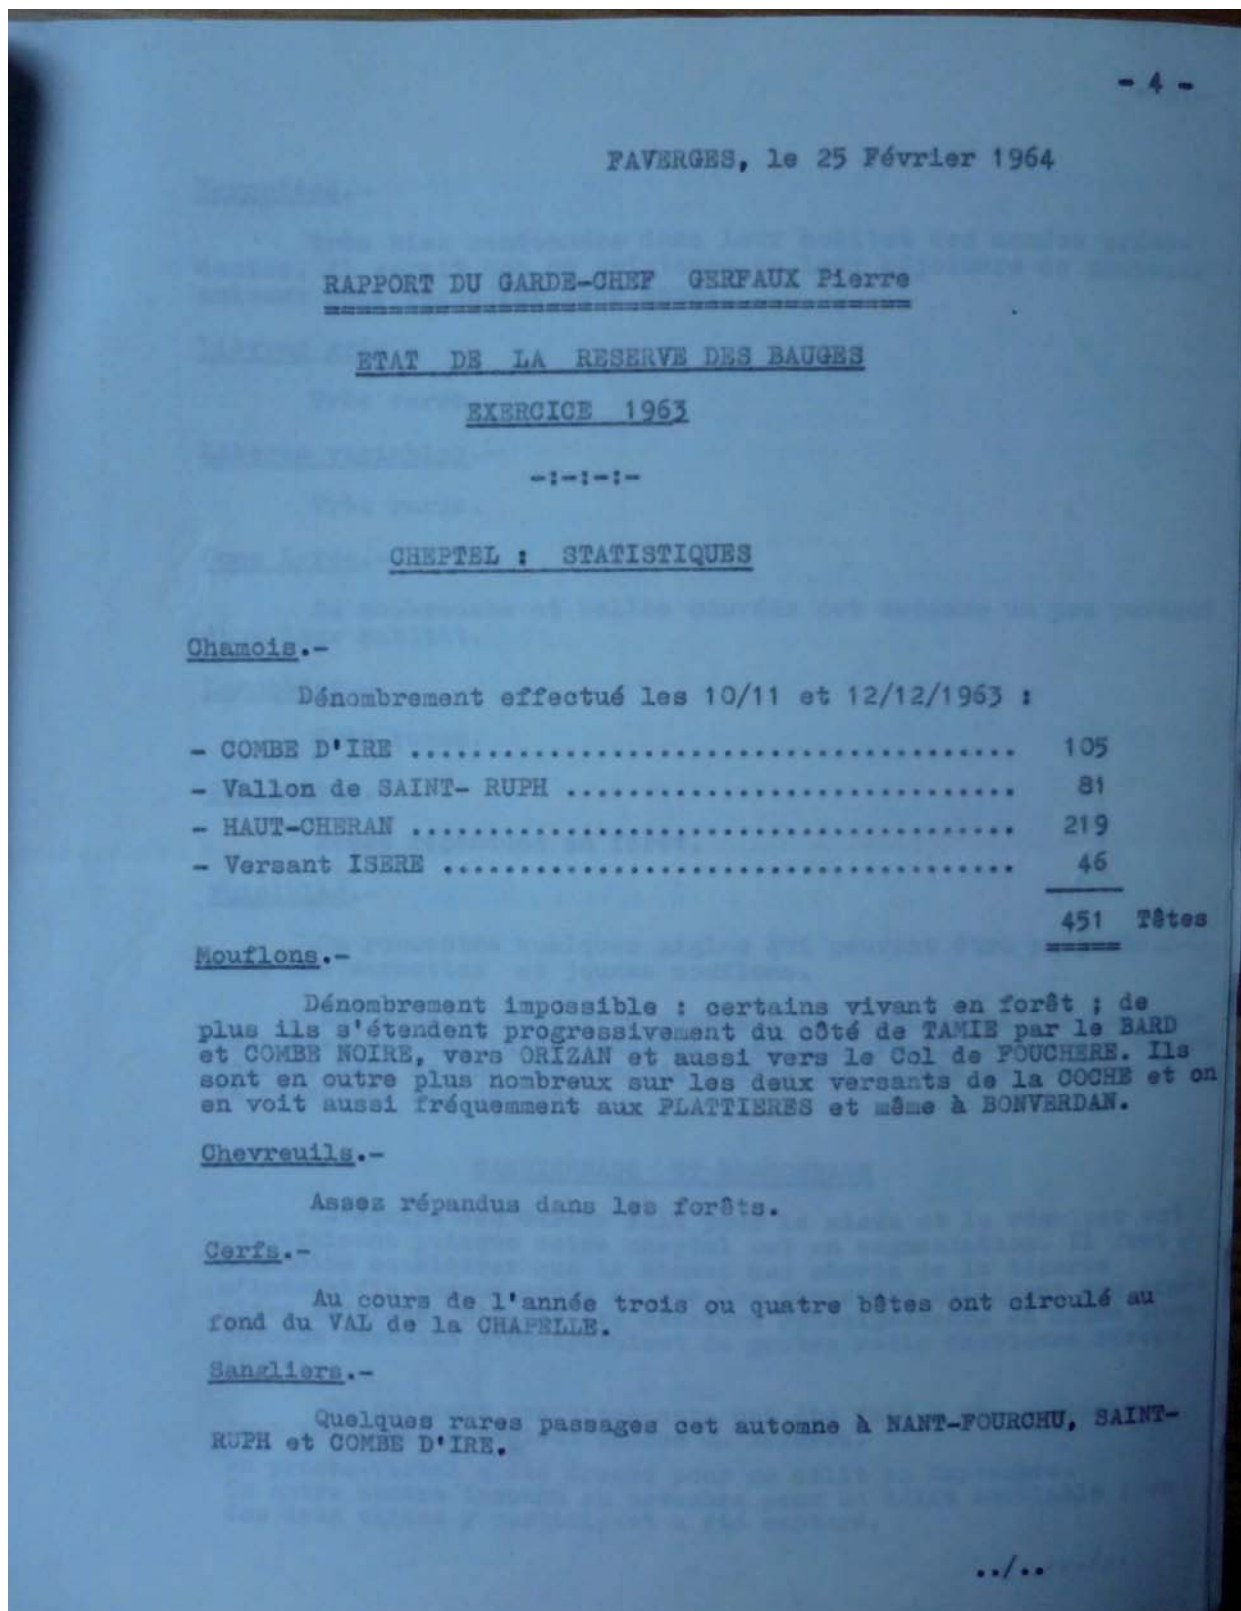 - 4 -
FAVERGES, le 25 Février 1964
RAPPORT DU GARDE-CHEF GERFAUX Pierre
ETAT DE LA RESERVE DES BAUGES
EXERCICE 1963
-:-:-:-
CHEPTEL : STATISTIQUES
Chamois.-
Dénombrement effectué les 10/11 et 12/12/1963 :
- COMBE D'IRE ....................................... 105
- Vallon de SAINT- RUPH ............................. 81
- HAUT-CHERAN ....................................... 219
- Versant ISERE ..................................... 46
451 Têtes
Mouflons.-
Dénombrement impossible : certains vivant en forêt ; de
plus ils s'étendent progressivement du côté de TAMIE par le BARD
et COMBE NOIRE, vers ORIZAN et aussi vers le Col de FOUCHERE. Ils
sont en outre plus nombreux sur les deux versants de la COCHE et on
en voit aussi fréquemment aux PLATTIERES et même à BONVERDAN.
Chevreuils.-
Assez répandus dans les forêts.
Cerfs.-
Au cours de l'année trois ou quatre bêtes ont circulé au
fond du VAL de la CHAPELLE.
Sangliers.-
Quelques rares passages cet automne à NANT-FOURCHU, SAINT-
RUPH et COMBE D'IRE.
../..